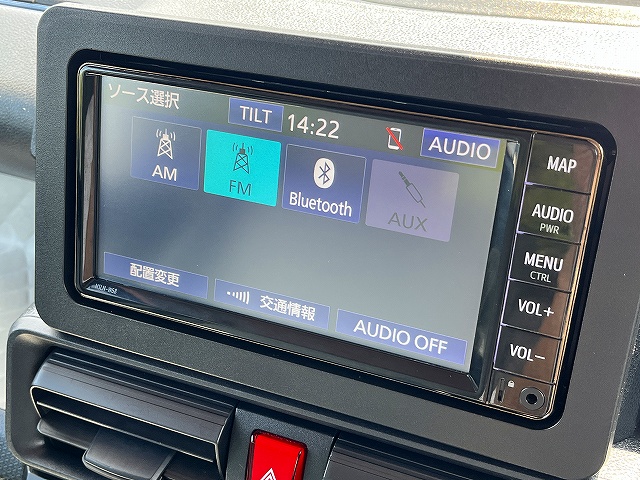 ソース選択
TILT
14:22
AUDIO
AM
FM
Bluetooth
AUX
配置変更
交通情報
AUDIO OFF
MAP
AUDIO
PWR
MENU
CTRL
VOL+
VOL−